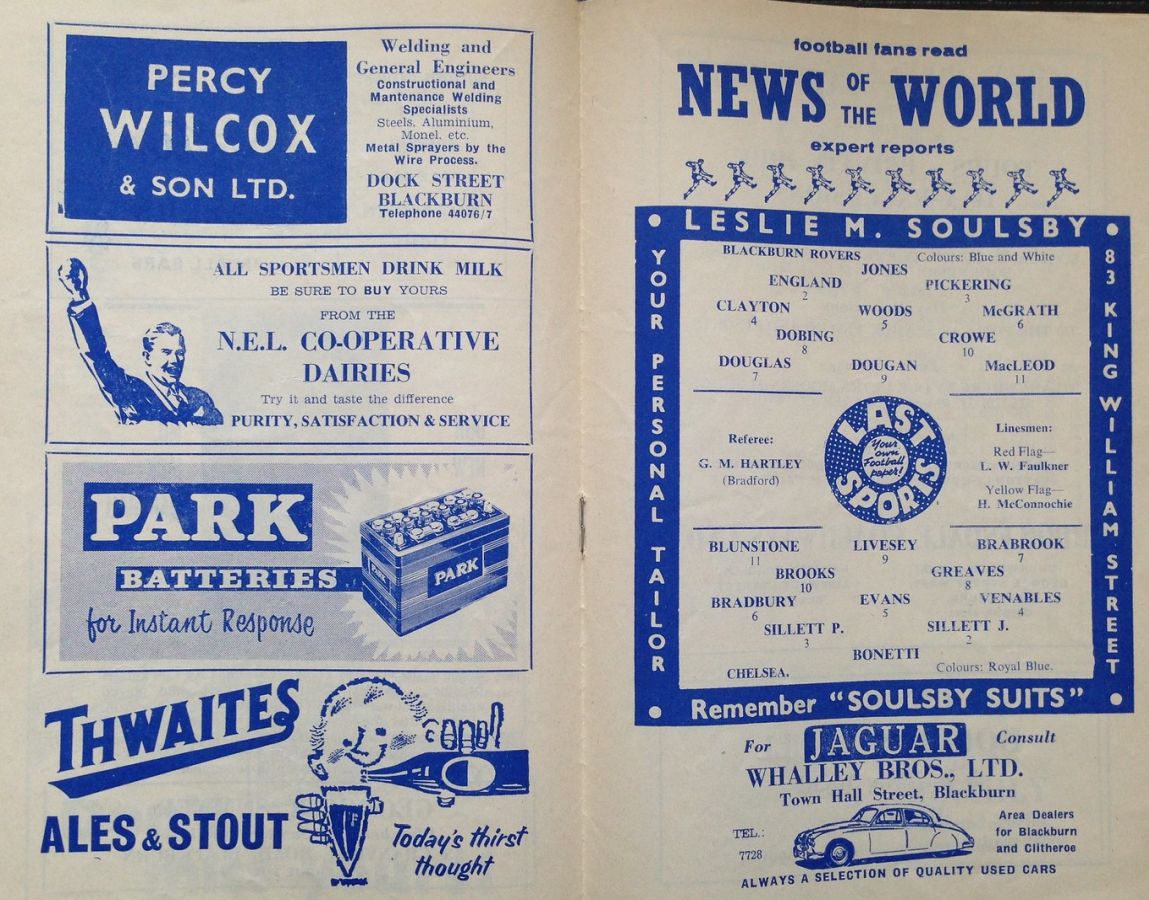 PERCY
WILCOX
& SON LTD.
Welding and
General Engineers
Constructional and
Mantenance Welding
Specialists
Steels, Aluminium,
Monel, etc.
Metal Sprayers by the
Wire Process.
DOCK STREET
BLACKBURN
Telephone 44076/7
ALL SPORTSMEN DRINK MILK
BE SURE TO BUY YOURS
FROM THE
N.E.L. CO-OPERATIVE
DAIRIES
Try it and taste the difference
PURITY, SATISFACTION & SERVICE
PARK
BATTERIES
for Instant Response
PARK
PARK
THWAITES
ALES & STOUT
Today's thirst
thought
football fans read
NEWS OF THE WORLD
expert reports
LESLIE M. SOULSBY
YOUR PERSONAL TAILOR
83 KING WILLIAM STREET
BLACKBURN ROVERS Colours: Blue and White
JONES
ENGLAND PICKERING
2 3
CLAYTON WOODS McGRATH
4 5 6
DOBING CROWE
8 10
DOUGLAS DOUGAN MacLEOD
7 9 11
Referee:
G. M. HARTLEY
(Bradford)
LAST
Your
own
Football
paper!
SPORTS
Linesmen:
Red Flag—
L. W. Faulkner
Yellow Flag—
H. McConnochie
BLUNSTONE LIVESEY BRABROOK
11 9 7
BROOKS GREAVES
10 8
BRADBURY EVANS VENABLES
6 5 4
SILLETT P. SILLETT J.
3 2
BONETTI
CHELSEA. Colours: Royal Blue.
Remember "SOULSBY SUITS"
For JAGUAR Consult
WHALLEY BROS., LTD.
Town Hall Street, Blackburn
TEL.:
7728
Area Dealers
for Blackburn
and Clitheroe
ALWAYS A SELECTION OF QUALITY USED CARS